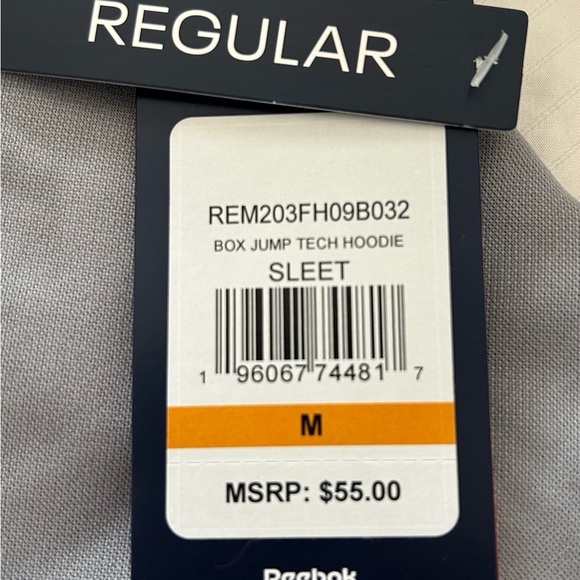 REGULAR
REM203FH09B032
BOX JUMP TECH HOODIE
SLEET
1 96067 74481 7
M
MSRP: $55.00
Reebok